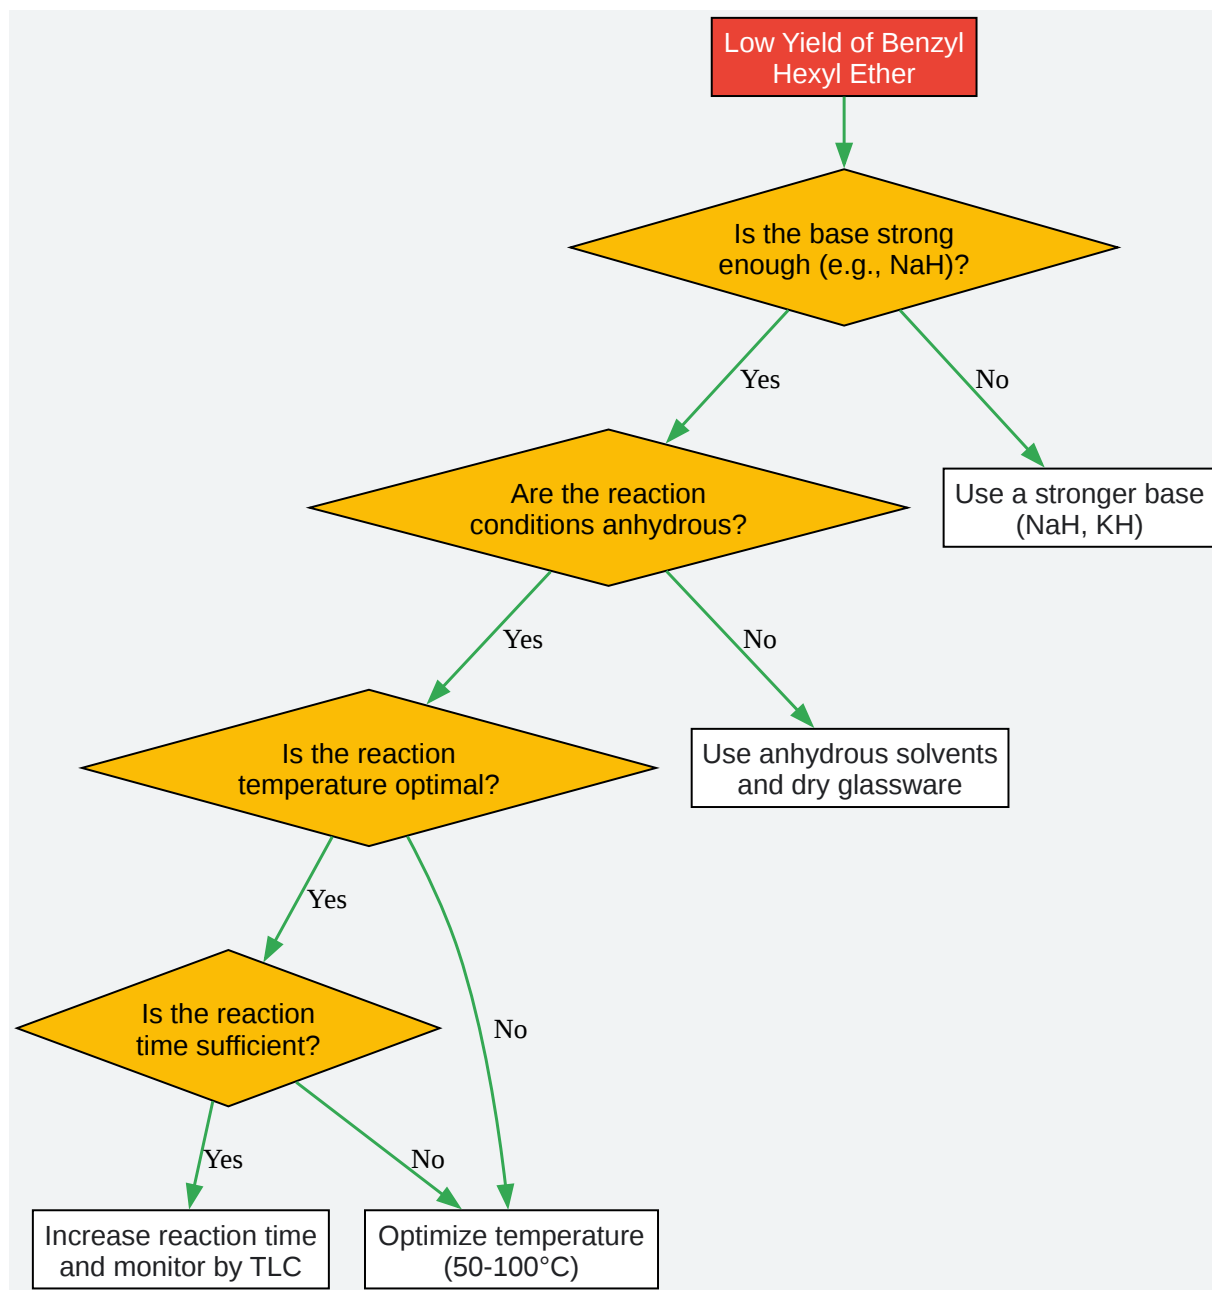 Low Yield of Benzyl
Hexyl Ether
Is the base strong
enough (e.g., NaH)?
Yes
No
Are the reaction
conditions anhydrous?
Use a stronger base
(NaH, KH)
Yes
No
Is the reaction
temperature optimal?
Use anhydrous solvents
and dry glassware
Yes
Is the reaction
time sufficient?
No
Yes
No
Increase reaction time
and monitor by TLC
Optimize temperature
(50-100°C)